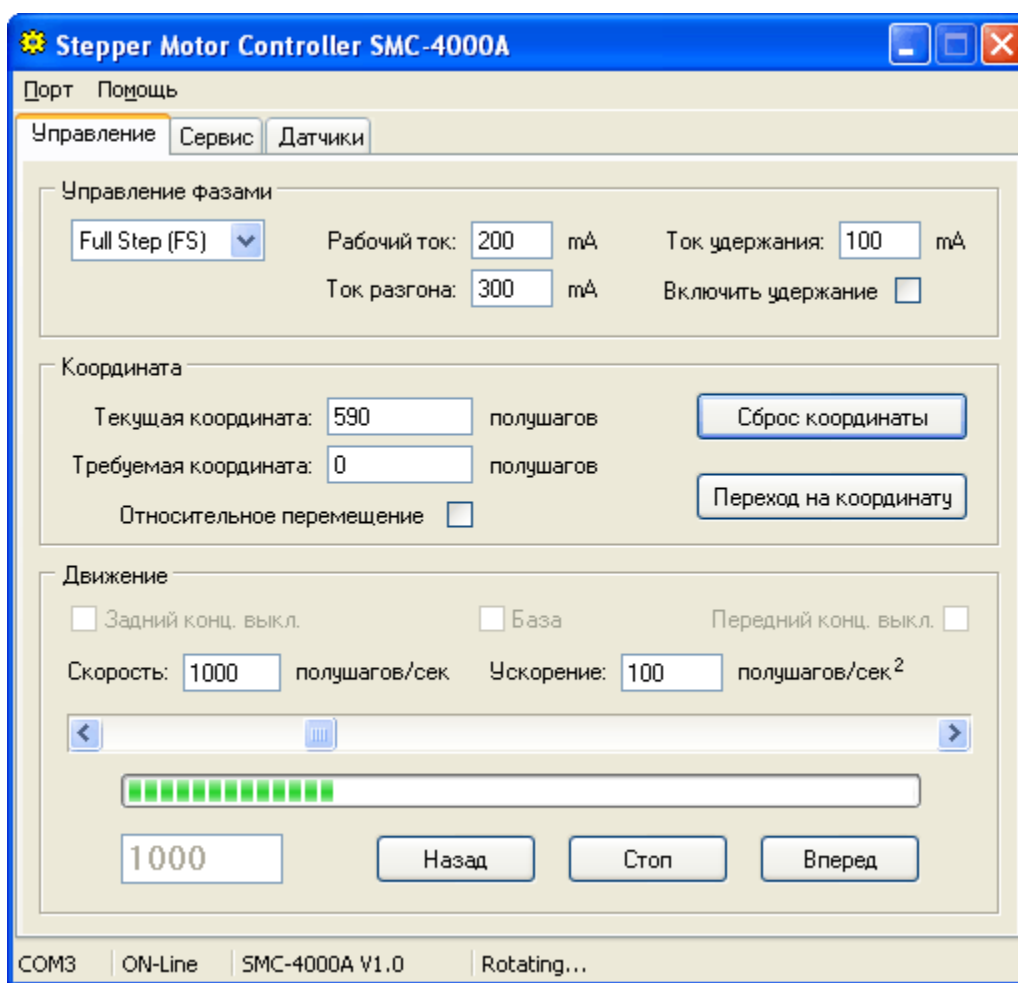 Stepper Motor Controller SMC-4000A
Порт Помощь
Управление Сервис Датчики
Управление фазами
Full Step (FS) Рабочий ток: 200 mA Ток удержания: 100 mA
Ток разгона: 300 mA Включить удержание
Координата
Текущая координата: 590 полушагов Сброс координаты
Требуемая координата: 0 полушагов
Переход на координату
Относительное перемещение
Движение
Задний конц. выкл. База Передний конц. выкл.
Скорость: 1000 полушагов/сек Ускорение: 100 полушагов/сек²
1000 Назад Стоп Вперед
COM3 ON-Line SMC-4000A V1.0 Rotating...